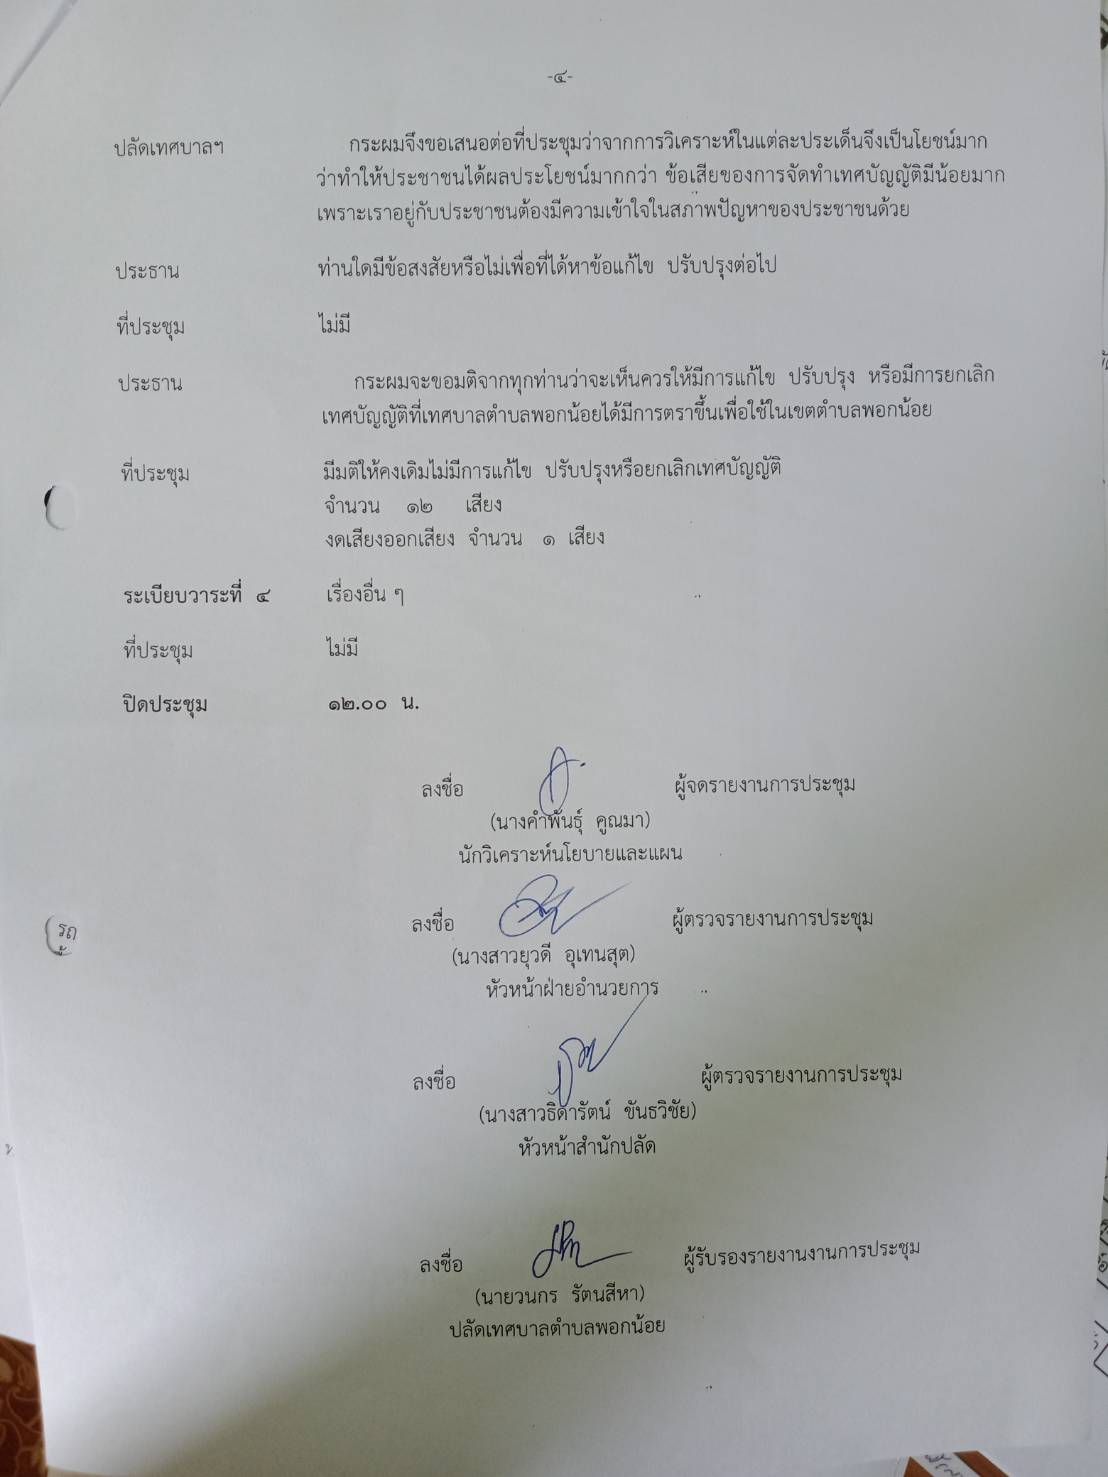 -๔-
ปลัดเทศบาลฯ กระผมจึงขอเสนอต่อที่ประชุมว่าจากการวิเคราะห์ในแต่ละประเด็นจึงเป็นโยชน์มาก
ว่าทำให้ประชาชนได้ผลประโยชน์มากกว่า ข้อเสียของการจัดทำเทศบัญญัติมีน้อยมาก
เพราะเราอยู่กับประชาชนต้องมีความเข้าใจในสภาพปัญหาของประชาชนด้วย
ประธาน ท่านใดมีข้อสงสัยหรือไม่เพื่อที่ได้หาข้อแก้ไข ปรับปรุงต่อไป
ที่ประชุม ไม่มี
ประธาน กระผมจะขอมติจากทุกท่านว่าจะเห็นควรให้มีการแก้ไข ปรับปรุง หรือมีการยกเลิก
เทศบัญญัติที่เทศบาลตำบลพอกน้อยได้มีการตราขึ้นเพื่อใช้ในเขตตำบลพอกน้อย
ที่ประชุม มีมติให้คงเดิมไม่มีการแก้ไข ปรับปรุงหรือยกเลิกเทศบัญญัติ
จำนวน ๑๒ เสียง
งดเสียงออกเสียง จำนวน ๑ เสียง
ระเบียบวาระที่ ๔ เรื่องอื่น ๆ
ที่ประชุม ไม่มี
ปิดประชุม ๑๒.๐๐ น.
ลงชื่อ ผู้จดรายงานการประชุม
(นางคำพันธุ์ คูณมา)
นักวิเคราะห์นโยบายและแผน
ลงชื่อ ผู้ตรวจรายงานการประชุม
(นางสาวยุวดี อุเทนสุต)
หัวหน้าฝ่ายอำนวยการ
ลงชื่อ ผู้ตรวจรายงานการประชุม
(นางสาวธิดารัตน์ ขันธวิชัย)
หัวหน้าสำนักปลัด
ลงชื่อ ผู้รับรองรายงานงานการประชุม
(นายวนกร รัตนสีหา)
ปลัดเทศบาลตำบลพอกน้อย